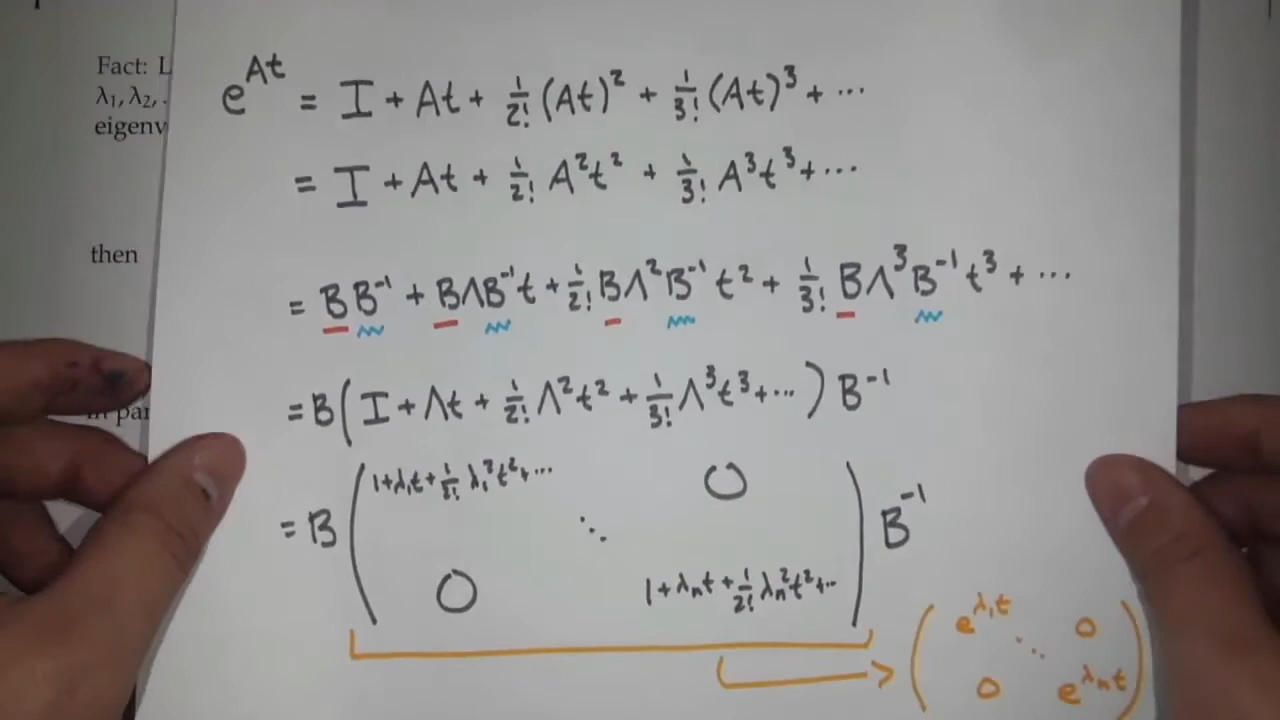 Fact: L
λ₁, λ₂, .
eigenv
then
in par
e^{At} = I + At + 1/2! (At)² + 1/3! (At)³ + ⋯
= I + At + 1/2! A²t² + 1/3! A³t³ + ⋯
= BB⁻¹ + BΛB⁻¹t + 1/2! BΛ²B⁻¹t² + 1/3! BΛ³B⁻¹t³ + ⋯
= B(I + Λt + 1/2! Λ²t² + 1/3! Λ³t³ + ⋯)B⁻¹
= B ( 1+λ₁t+1/2! λ₁²t²+⋯ 0
⋱
0 1+λₙt+1/2! λₙ²t²+⋯ ) B⁻¹
( e^{λ₁t} 0
⋱
0 e^{λₙt} )